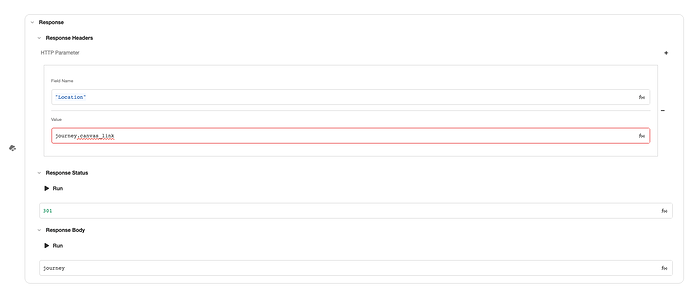 Response
Response Headers
HTTP Parameter
+
Field Name
"Location"
fx
Value
journey.canvas_link
fx
Response Status
Run
301
fx
Response Body
Run
journey
fx